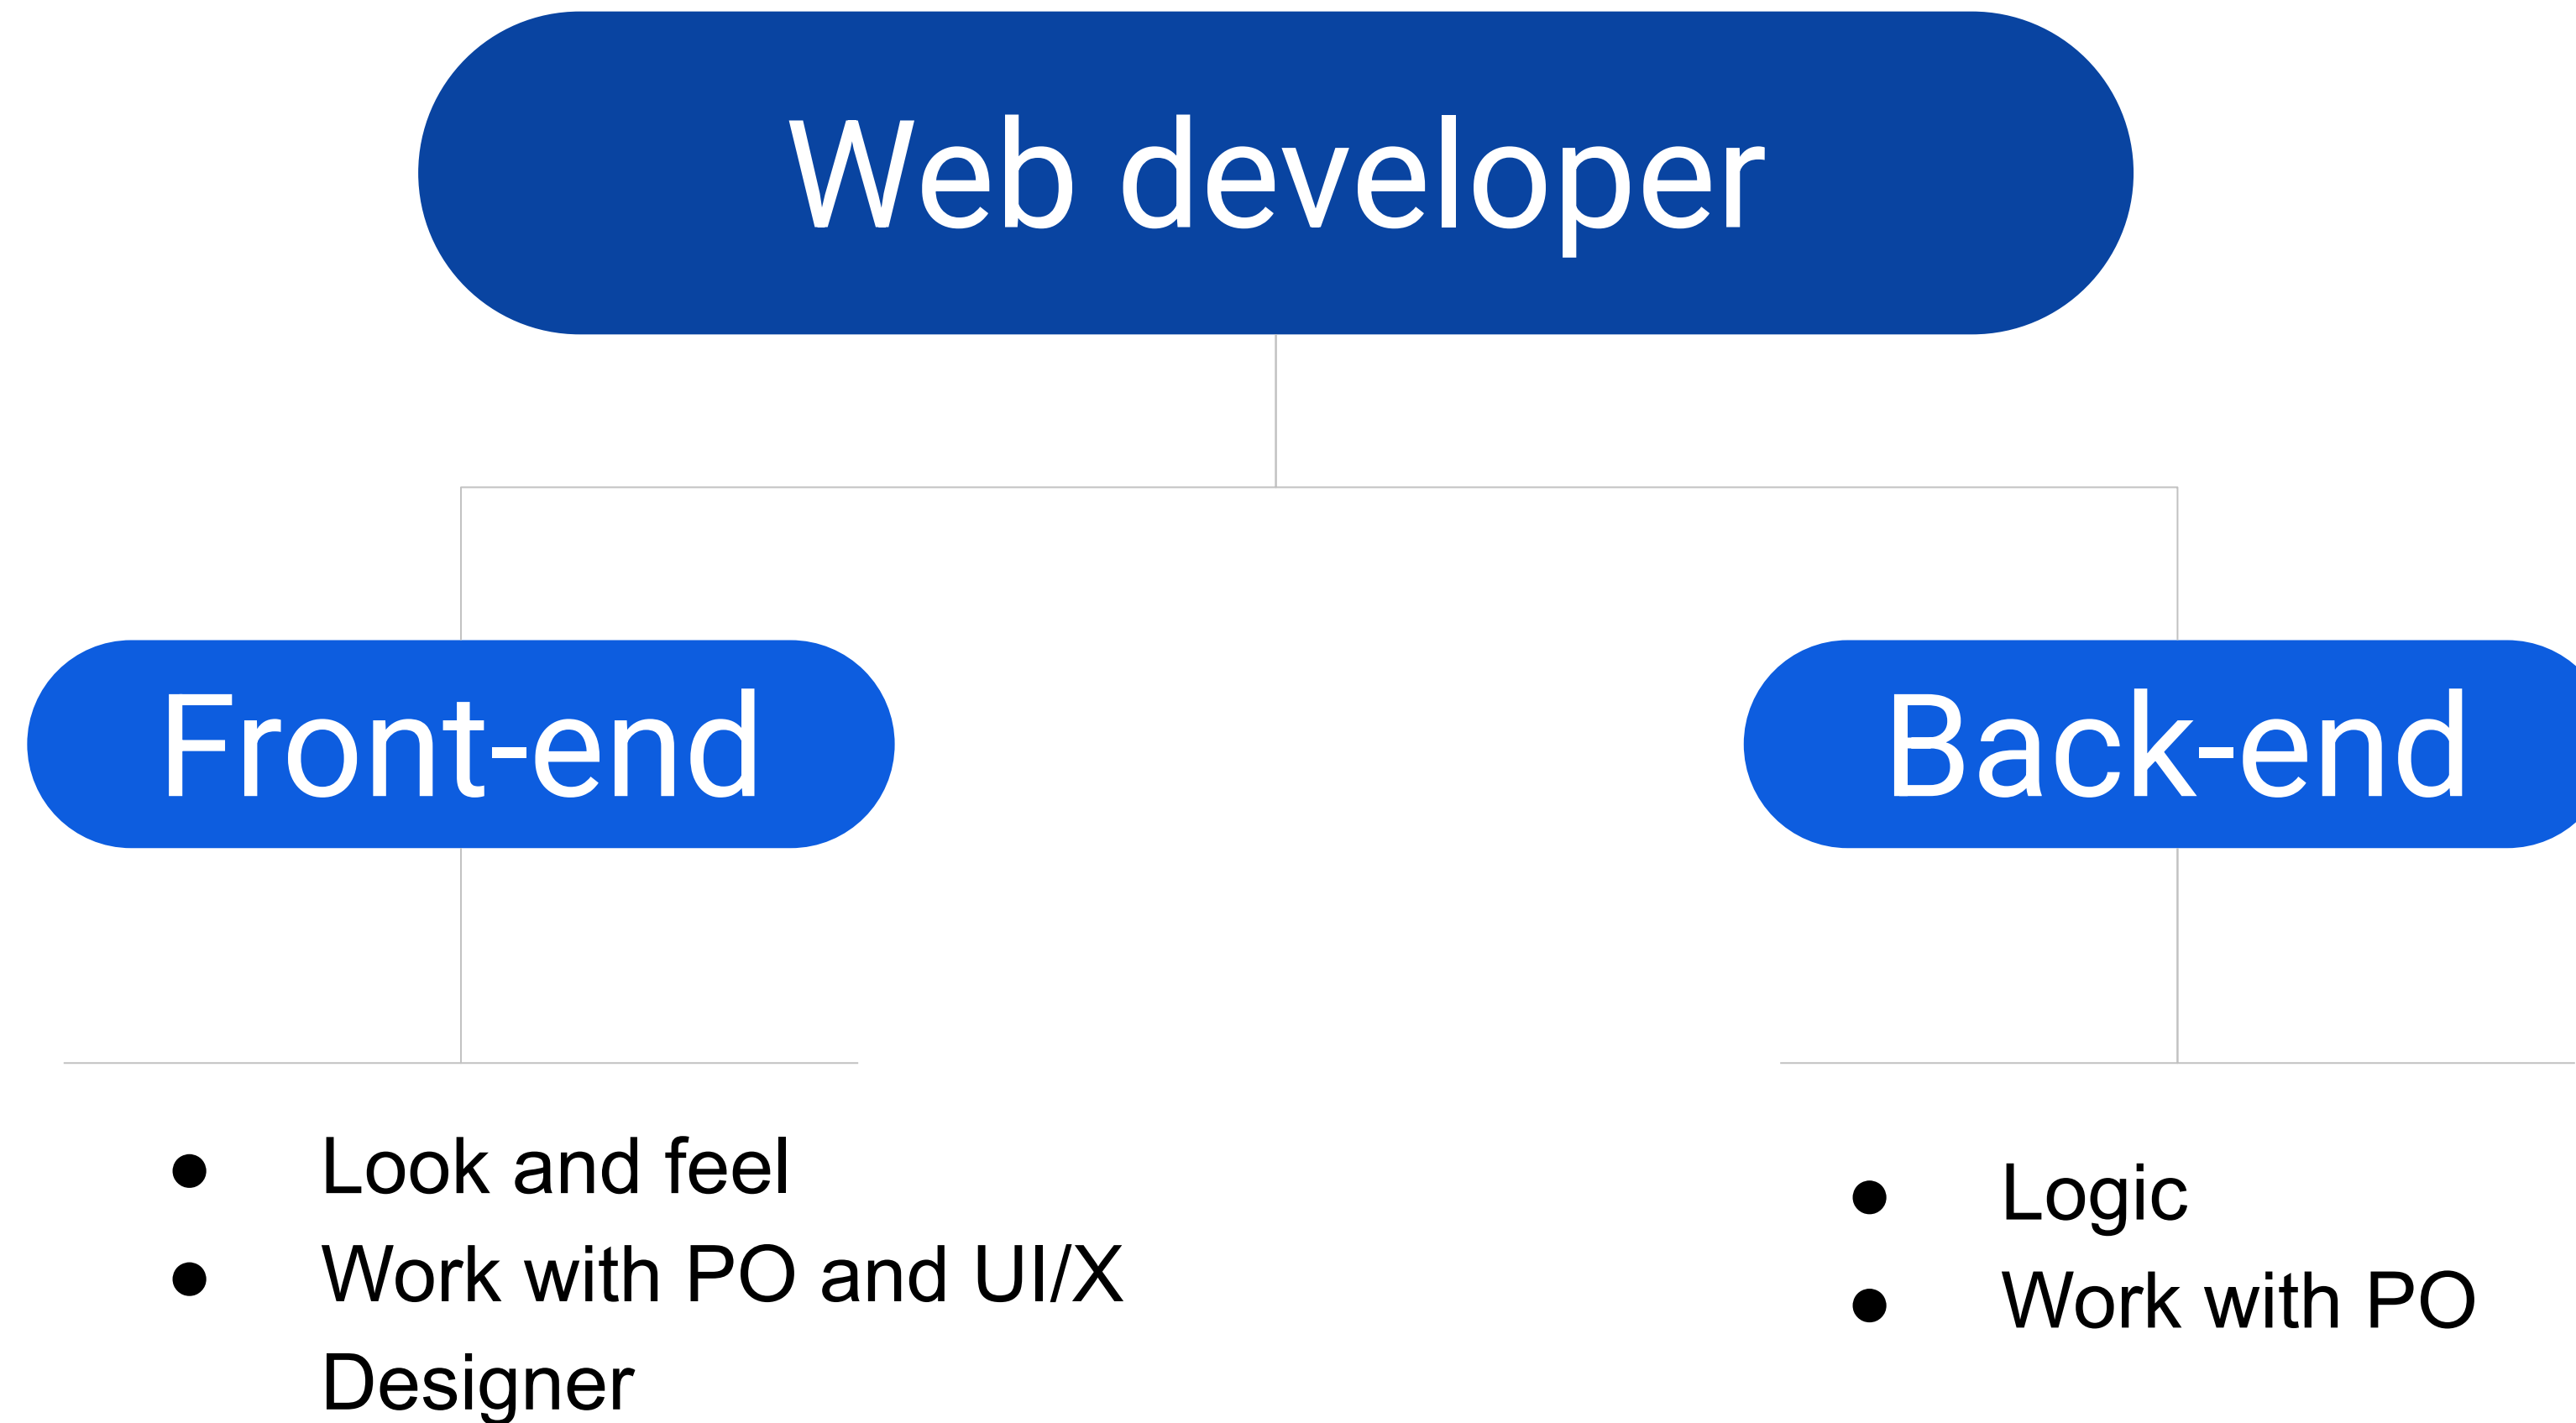 Web developer
Front-end
Back-end
● Look and feel
● Work with PO and UI/X
Designer
● Logic
● Work with PO